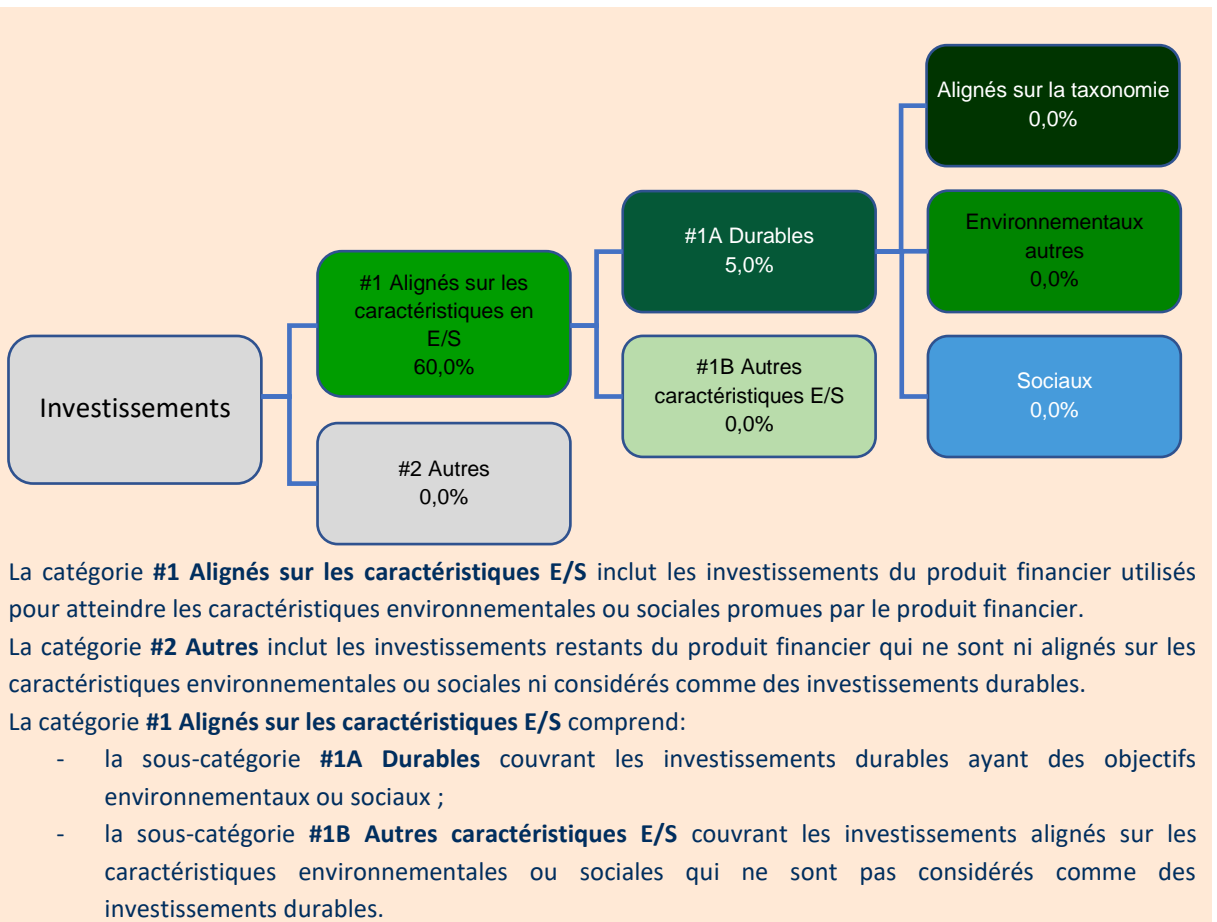 Alignés sur la taxonomie
0,0%
#1A Durables
5,0%
Environnementaux
autres
0,0%
#1 Alignés sur les
caractéristiques en
E/S
60,0%
#1B Autres
caractéristiques E/S
0,0%
Sociaux
0,0%
Investissements
#2 Autres
0,0%
La catégorie #1 Alignés sur les caractéristiques E/S inclut les investissements du produit financier utilisés
pour atteindre les caractéristiques environnementales ou sociales promues par le produit financier.
La catégorie #2 Autres inclut les investissements restants du produit financier qui ne sont ni alignés sur les
caractéristiques environnementales ou sociales ni considérés comme des investissements durables.
La catégorie #1 Alignés sur les caractéristiques E/S comprend:
- la sous-catégorie #1A Durables couvrant les investissements durables ayant des objectifs
environnementaux ou sociaux ;
- la sous-catégorie #1B Autres caractéristiques E/S couvrant les investissements alignés sur les
caractéristiques environnementales ou sociales qui ne sont pas considérés comme des
investissements durables.